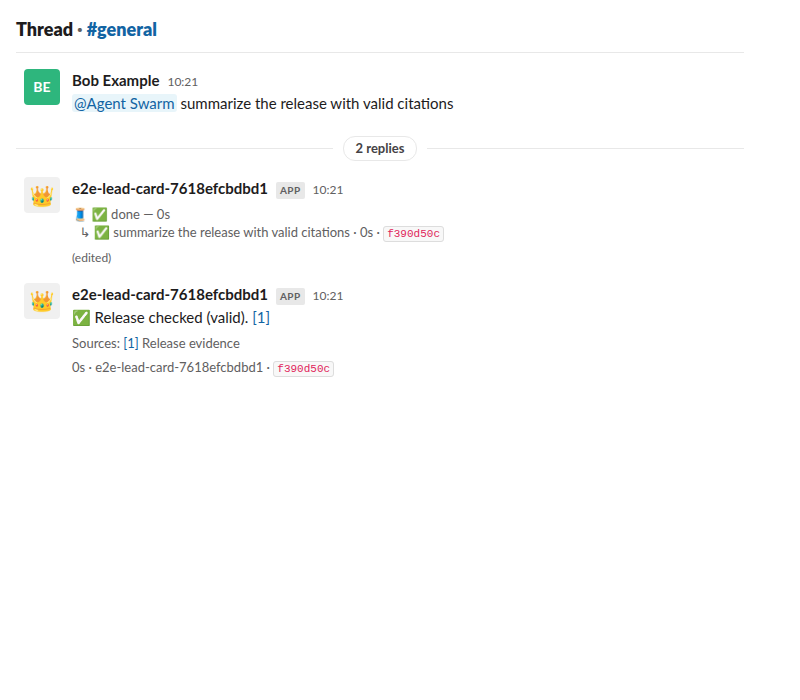 Thread • #general
BE
Bob Example 10:21
@Agent Swarm summarize the release with valid citations
2 replies
e2e-lead-card-7618efcbdbd1 APP 10:21
🧵 ✅ done — 0s
↳ ✅ summarize the release with valid citations · 0s · f390d50c
(edited)
e2e-lead-card-7618efcbdbd1 APP 10:21
✅ Release checked (valid). [1]
Sources: [1] Release evidence
0s · e2e-lead-card-7618efcbdbd1 · f390d50c